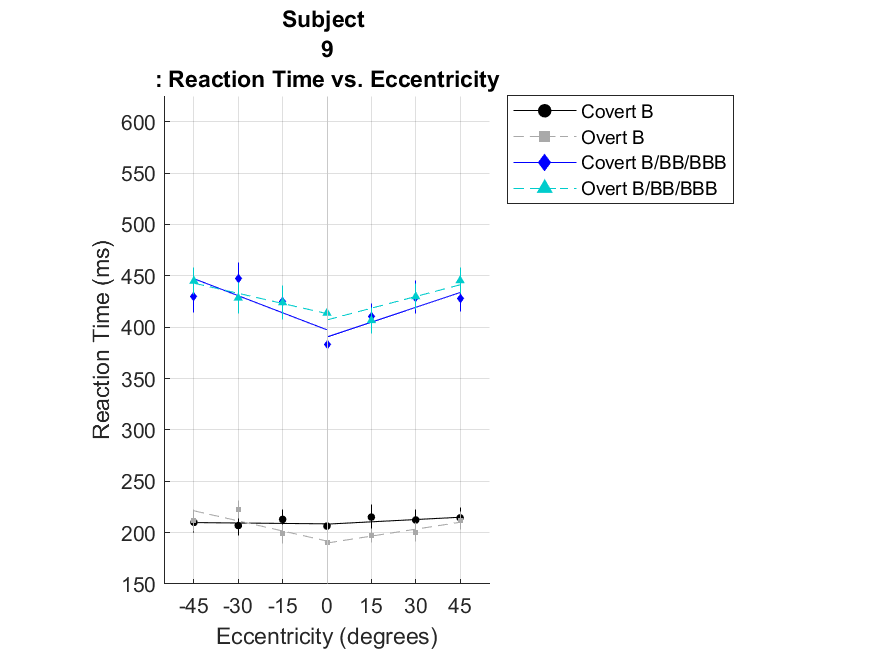 Subject
9
: Reaction Time vs. Eccentricity
Covert B
Overt B
Covert B/BB/BBB
Overt B/BB/BBB
Reaction Time (ms)
600
550
500
450
400
350
300
250
200
150
-45 -30 -15 0 15 30 45
Eccentricity (degrees)